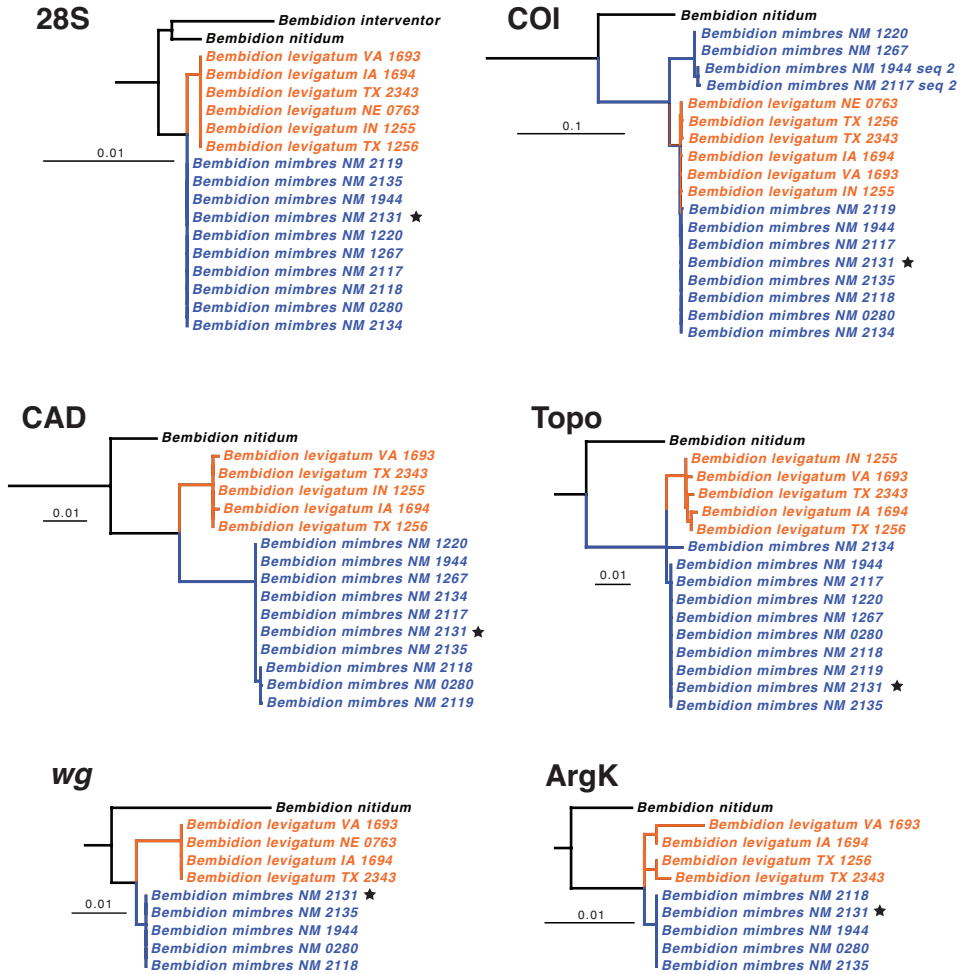 28S
Bembidion interventor
Bembidion nitidum
Bembidion levigatum VA 1693
Bembidion levigatum IA 1694
Bembidion levigatum TX 2343
Bembidion levigatum NE 0763
Bembidion levigatum IN 1255
Bembidion levigatum TX 1256
Bembidion mimbres NM 2119
Bembidion mimbres NM 2135
Bembidion mimbres NM 1944
Bembidion mimbres NM 2131 ★
Bembidion mimbres NM 1220
Bembidion mimbres NM 1267
Bembidion mimbres NM 2117
Bembidion mimbres NM 2118
Bembidion mimbres NM 0280
Bembidion mimbres NM 2134
0.01
COI
Bembidion nitidum
Bembidion mimbres NM 1220
Bembidion mimbres NM 1267
Bembidion mimbres NM 1944 seq 2
Bembidion mimbres NM 2117 seq 2
Bembidion levigatum NE 0763
Bembidion levigatum TX 1256
Bembidion levigatum TX 2343
Bembidion levigatum IA 1694
Bembidion levigatum VA 1693
Bembidion levigatum IN 1255
Bembidion mimbres NM 2119
Bembidion mimbres NM 1944
Bembidion mimbres NM 2117
Bembidion mimbres NM 2131 ★
Bembidion mimbres NM 2135
Bembidion mimbres NM 2118
Bembidion mimbres NM 0280
Bembidion mimbres NM 2134
0.1
CAD
Bembidion nitidum
Bembidion levigatum VA 1693
Bembidion levigatum TX 2343
Bembidion levigatum IN 1255
Bembidion levigatum IA 1694
Bembidion levigatum TX 1256
Bembidion mimbres NM 1220
Bembidion mimbres NM 1944
Bembidion mimbres NM 1267
Bembidion mimbres NM 2134
Bembidion mimbres NM 2117
Bembidion mimbres NM 2131 ★
Bembidion mimbres NM 2135
Bembidion mimbres NM 2118
Bembidion mimbres NM 0280
Bembidion mimbres NM 2119
0.01
Topo
Bembidion nitidum
Bembidion levigatum IN 1255
Bembidion levigatum VA 1693
Bembidion levigatum TX 2343
Bembidion levigatum IA 1694
Bembidion levigatum TX 1256
Bembidion mimbres NM 2134
Bembidion mimbres NM 1944
Bembidion mimbres NM 2117
Bembidion mimbres NM 1220
Bembidion mimbres NM 1267
Bembidion mimbres NM 0280
Bembidion mimbres NM 2118
Bembidion mimbres NM 2119
Bembidion mimbres NM 2131 ★
Bembidion mimbres NM 2135
0.01
wg
Bembidion nitidum
Bembidion levigatum VA 1693
Bembidion levigatum NE 0763
Bembidion levigatum IA 1694
Bembidion levigatum TX 2343
Bembidion mimbres NM 2131 ★
Bembidion mimbres NM 2135
Bembidion mimbres NM 1944
Bembidion mimbres NM 0280
Bembidion mimbres NM 2118
0.01
ArgK
Bembidion nitidum
Bembidion levigatum VA 1693
Bembidion levigatum IA 1694
Bembidion levigatum TX 1256
Bembidion levigatum TX 2343
Bembidion mimbres NM 2118
Bembidion mimbres NM 2131 ★
Bembidion mimbres NM 1944
Bembidion mimbres NM 0280
Bembidion mimbres NM 2135
0.01